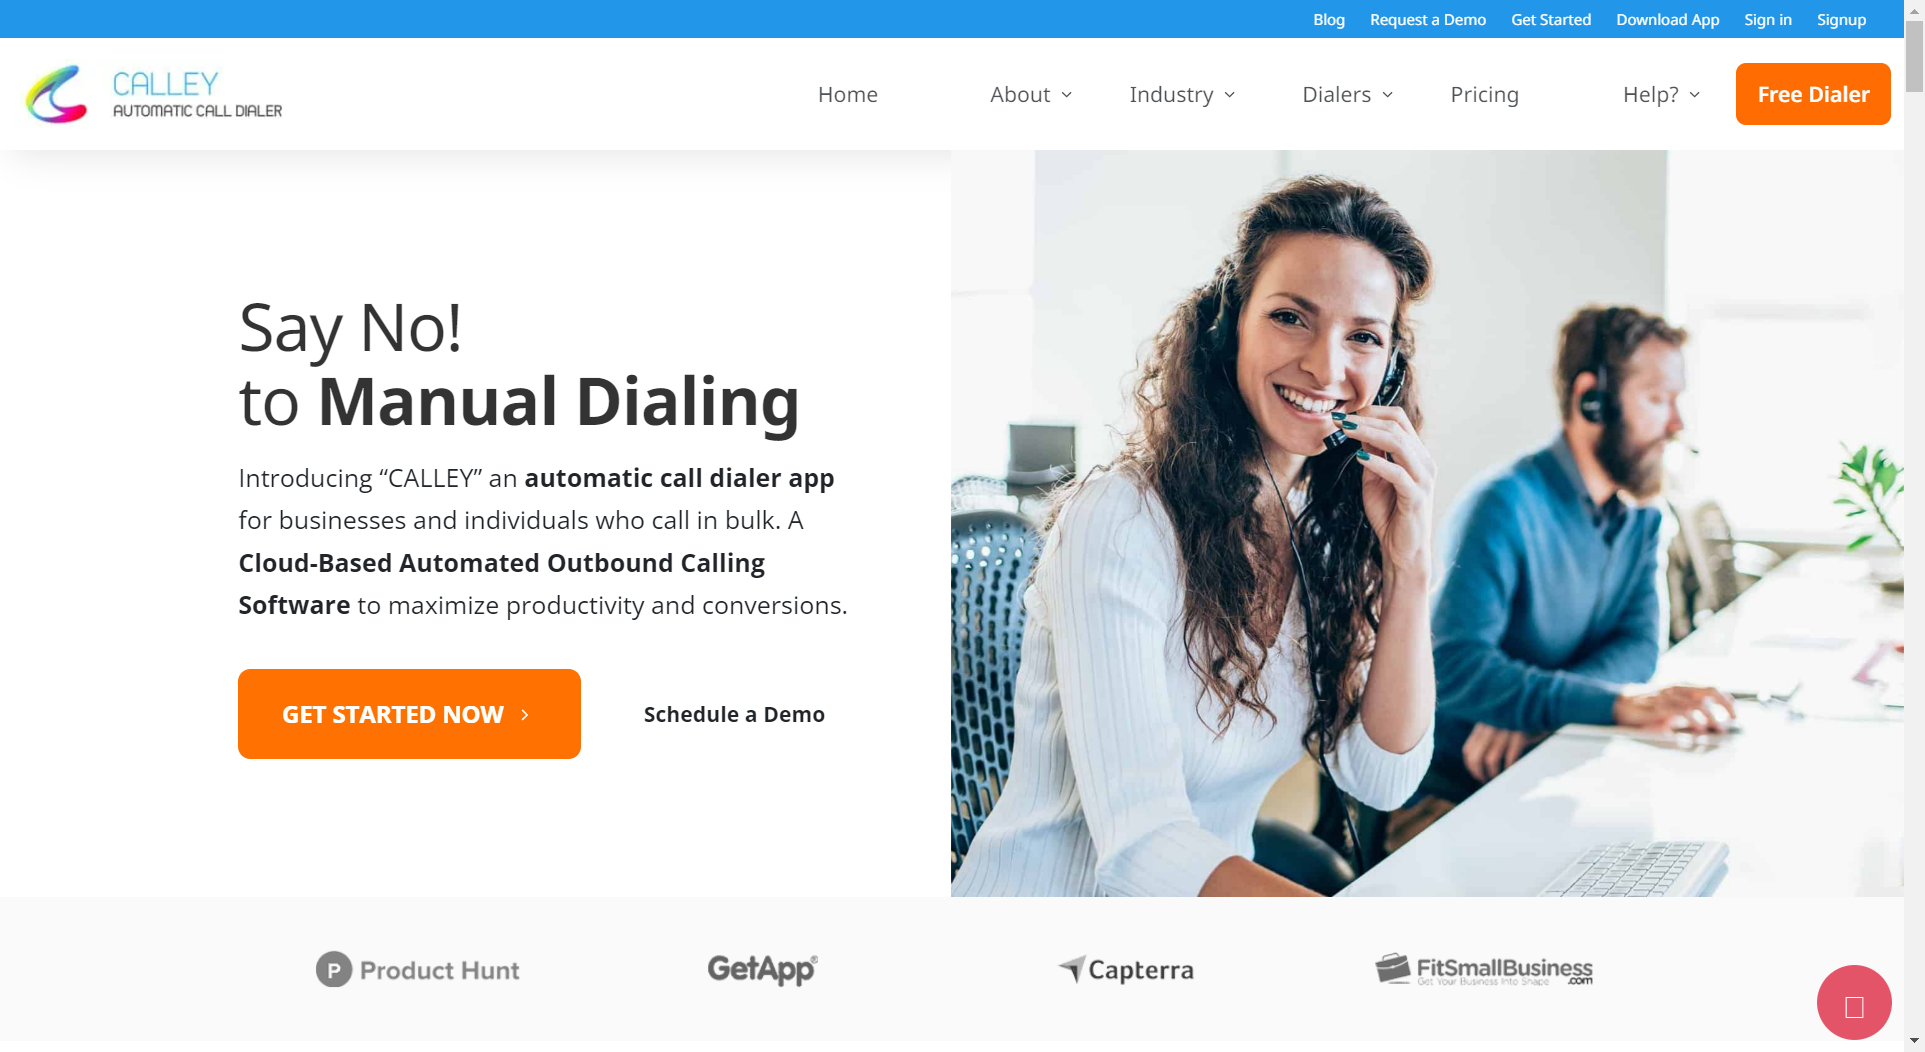 Blog Request a Demo Get Started Download App Sign in Signup
CALLEY
AUTOMATIC CALL DIALER
Home About Industry Dialers Pricing Help? Free Dialer
Say No!
to Manual Dialing
Introducing “CALLEY” an automatic call dialer app
for businesses and individuals who call in bulk. A
Cloud-Based Automated Outbound Calling
Software to maximize productivity and conversions.
GET STARTED NOW
Schedule a Demo
P Product Hunt
GetApp®
Capterra
FitSmallBusiness
.com
Get Your Business Into Shape